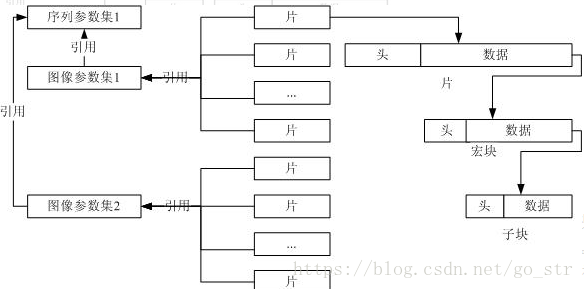 序列参数集1
引用
图像参数集1
引用
引用
图像参数集2
引用
片
片
...
片
片
片
...
片
头 数据
片
头 数据
宏块
头 数据
子块
https://blog.csdn.net/go_str